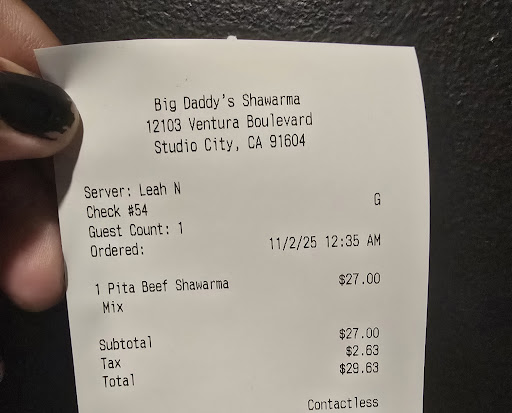 Big Daddy's Shawarma
12103 Ventura Boulevard
Studio City, CA 91604
Server: Leah N
Check #54 G
Guest Count: 1
Ordered: 11/2/25 12:35 AM
1 Pita Beef Shawarma $27.00
Mix
Subtotal $27.00
Tax $2.63
Total $29.63
Contactless